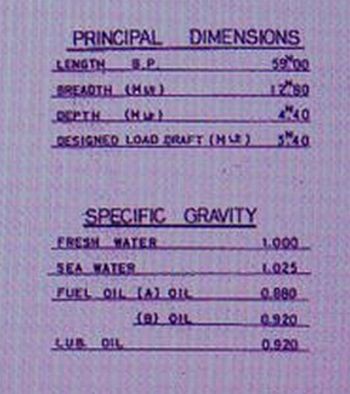 PRINCIPAL DIMENSIONS
LENGTH B.P. 59ᴹ00
BREADTH (MLD) 12ᴹ80
DEPTH (MLD) 4ᴹ40
DESIGNED LOAD DRAFT (MLD)
SPECIFIC GRAVITY
FRESH WATER 1.000
SEA WATER 1.025
FUEL OIL (A) OIL 0.880
(B) OIL 0.920
LUB. OIL 0.920